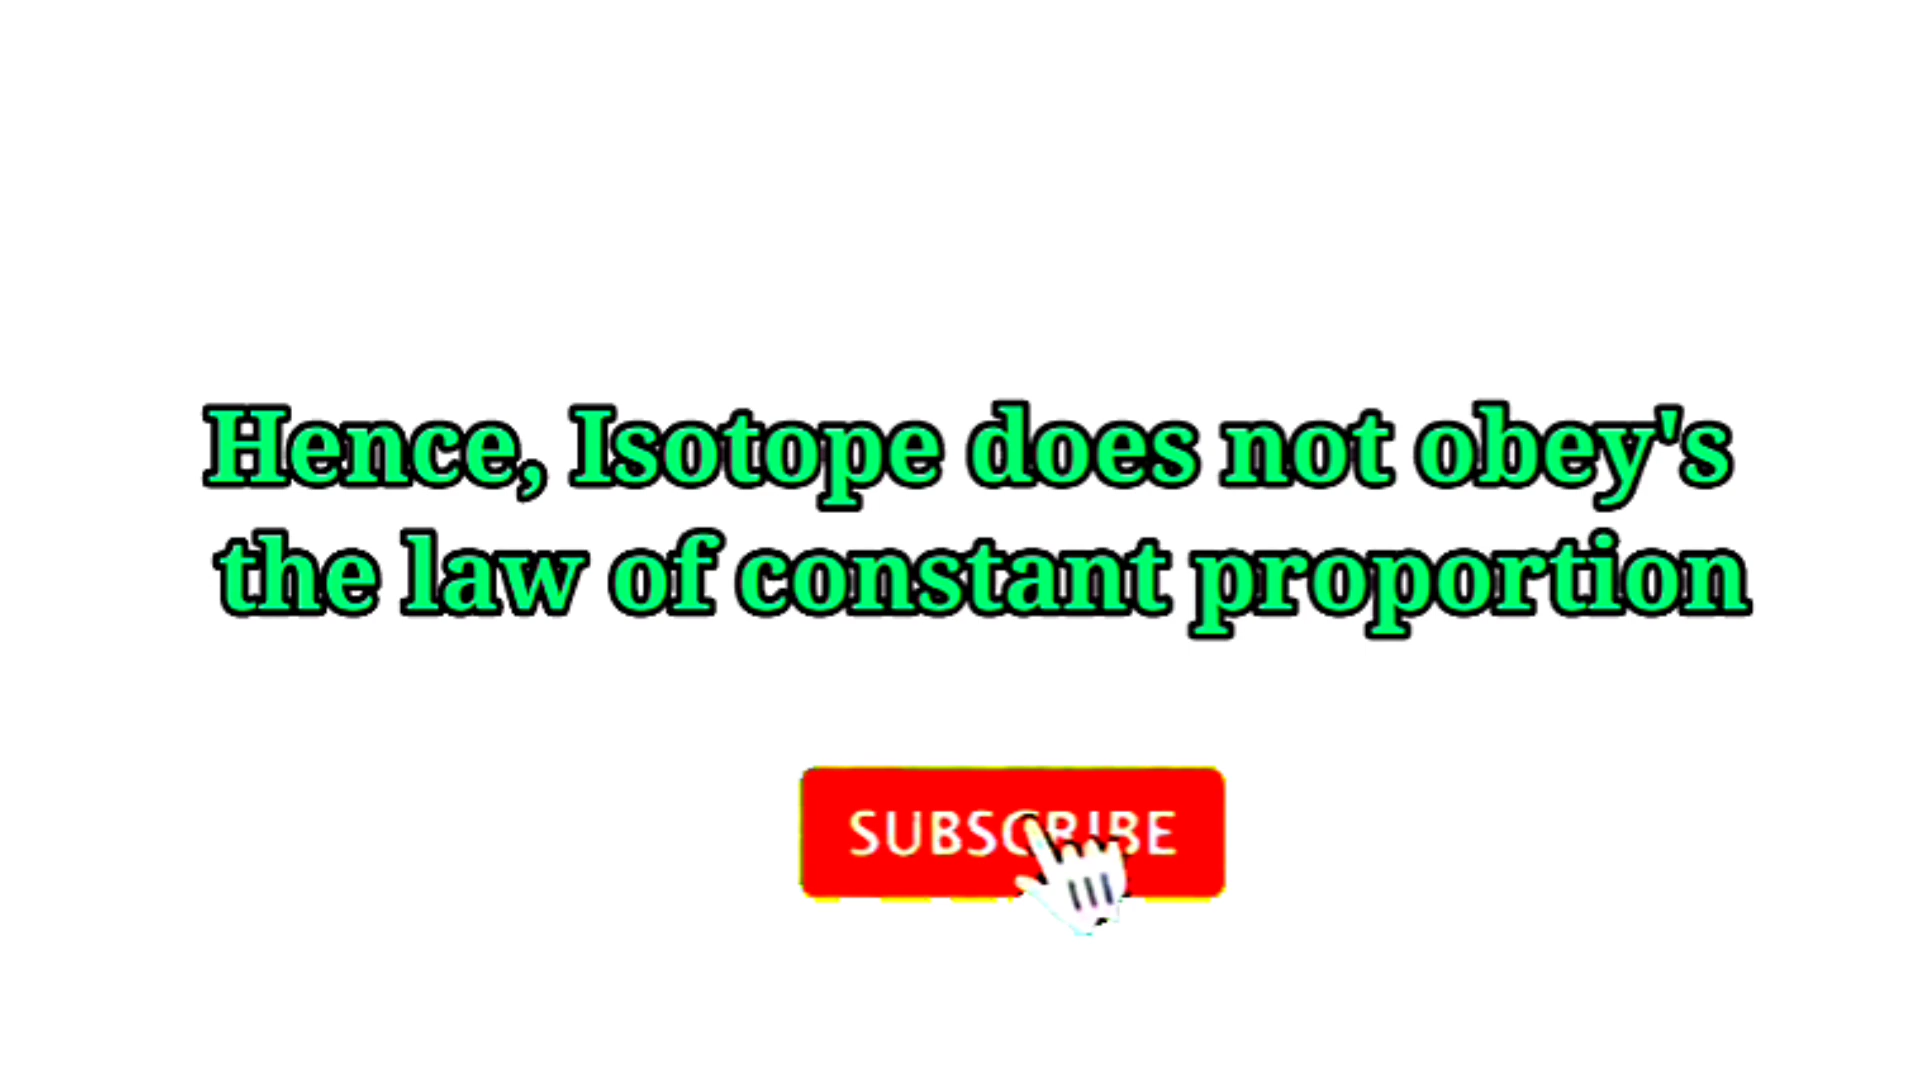 Hence, Isotope does not obey's
the law of constant proportion
SUBSCRIBE